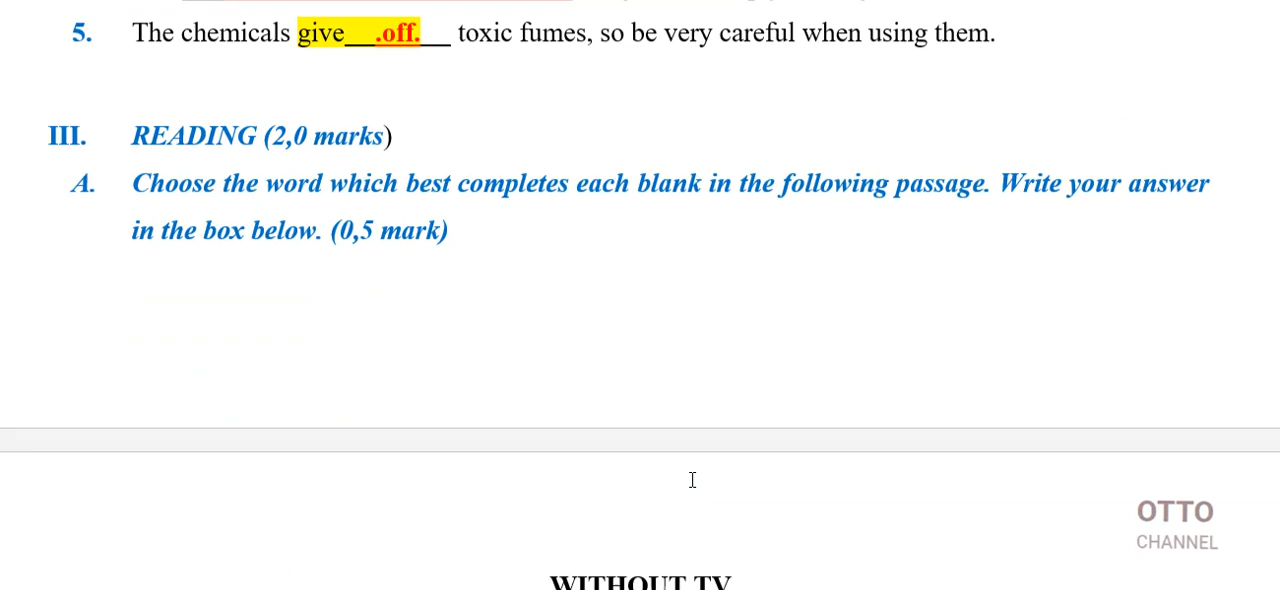 5. The chemicals give__.off.__ toxic fumes, so be very careful when using them.
III. READING (2,0 marks)
A. Choose the word which best completes each blank in the following passage. Write your answer
in the box below. (0,5 mark)
OTTO
CHANNEL
WITHOUT TV